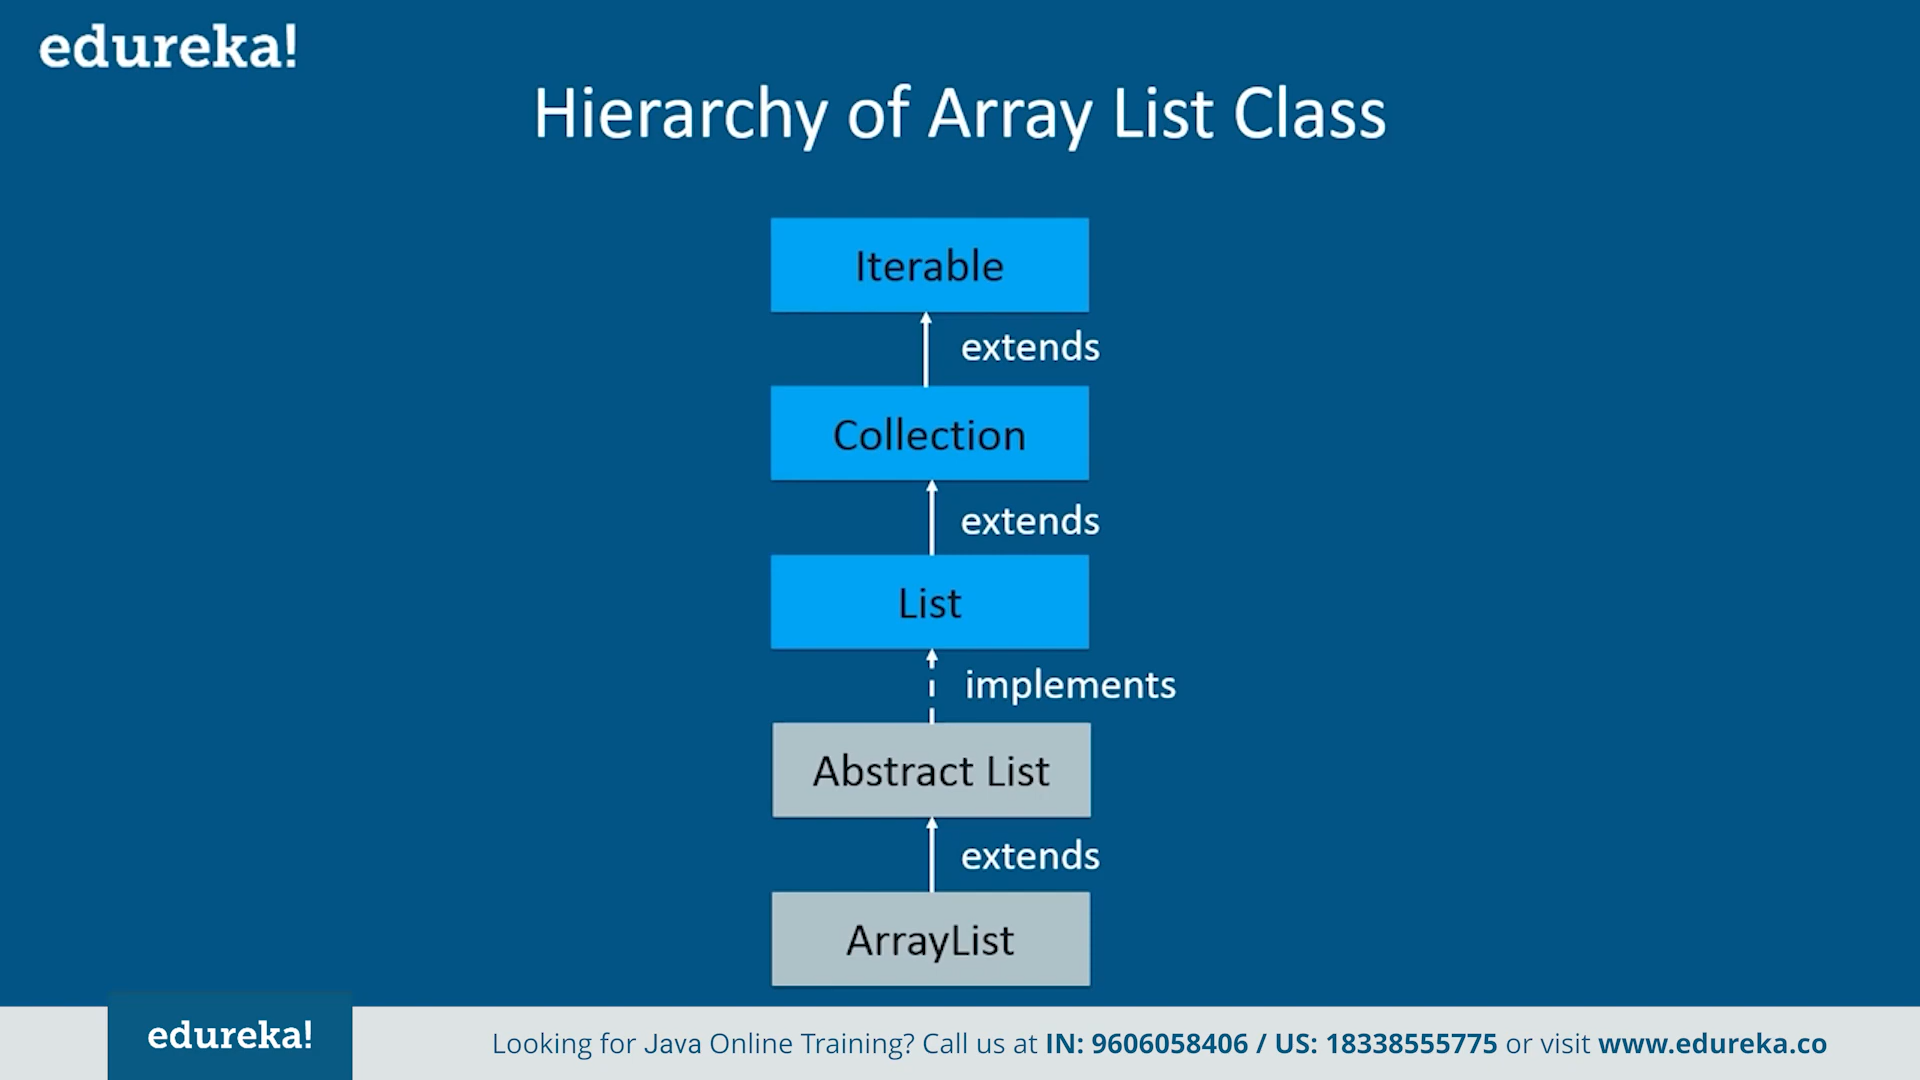 edureka!
Hierarchy of Array List Class
Iterable
extends
Collection
extends
List
implements
Abstract List
extends
ArrayList
edureka!
Looking for Java Online Training? Call us at IN: 9606058406 / US: 18338555775 or visit www.edureka.co